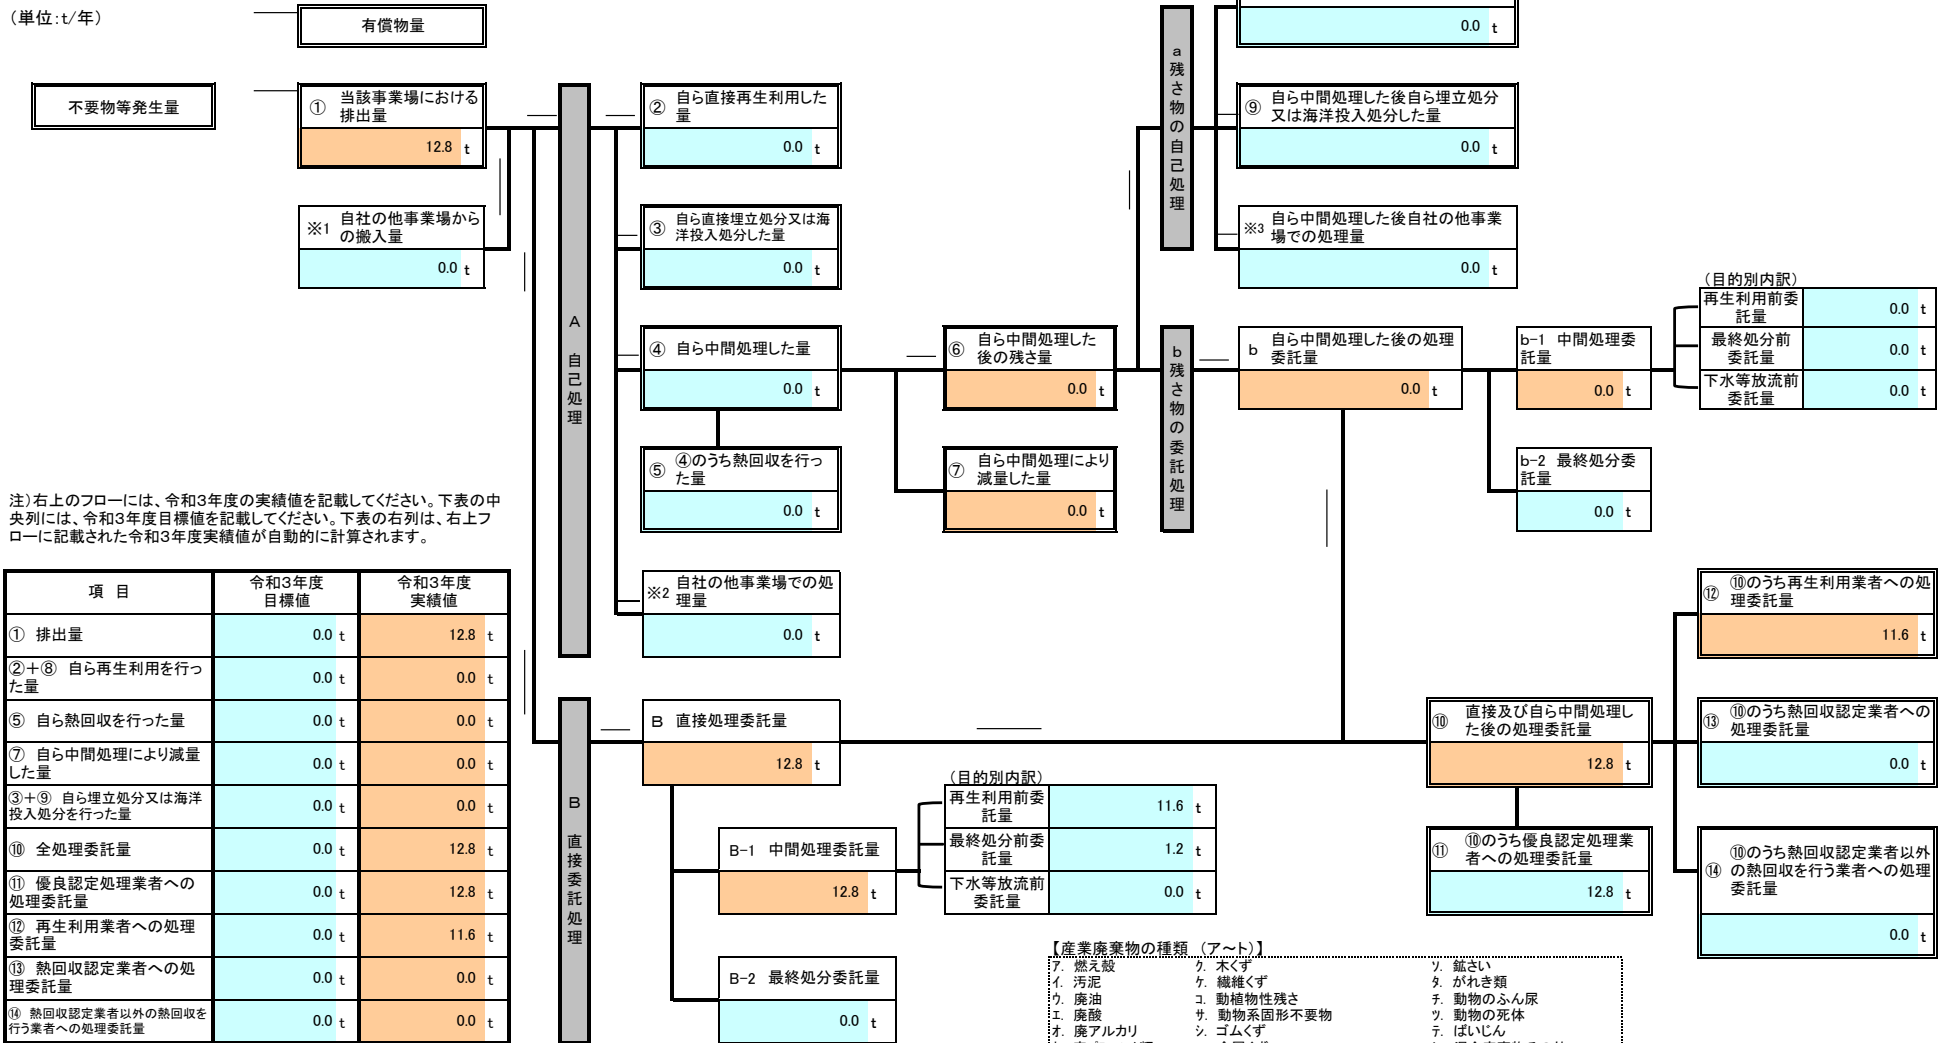 (単位:t/年)
有償物量
0.0 t
不要物等発生量
① 当該事業場における
排出量
12.8 t
※1 自社の他事業場から
の搬入量
0.0 t
A 自己処理
② 自ら直接再生利用した
量
0.0 t
③ 自ら直接埋立処分又は海
洋投入処分した量
0.0 t
④ 自ら中間処理した量
0.0 t
⑤ ④のうち熱回収を行っ
た量
0.0 t
※2 自社の他事業場での処
理量
0.0 t
⑥ 自ら中間処理した
後の残さ量
0.0 t
⑦ 自ら中間処理により
減量した量
0.0 t
a 残さ物の自己処理
⑨ 自ら中間処理した後自ら埋立処分
又は海洋投入処分した量
0.0 t
※3 自ら中間処理した後自社の他事業
場での処理量
0.0 t
b 残さ物の委託処理
b 自ら中間処理した後の処理
委託量
0.0 t
b-1 中間処理委
託量
0.0 t
b-2 最終処分委
託量
0.0 t
(目的別内訳)
再生利用前委
託量
0.0 t
最終処分前
委託量
0.0 t
下水等放流前
委託量
0.0 t
注)右上のフローには、令和3年度の実績値を記載してください。下表の中
央列には、令和3年度目標値を記載してください。下表の右列は、右上フ
ローに記載された令和3年度実績値が自動的に計算されます。
項 目 令和3年度
目標値 令和3年度
実績値
① 排出量 0.0 t 12.8 t
②+⑧ 自ら再生利用を行っ
た量 0.0 t 0.0 t
⑤ 自ら熱回収を行った量 0.0 t 0.0 t
⑦ 自ら中間処理により減量
した量 0.0 t 0.0 t
③+⑨ 自ら埋立処分又は海洋
投入処分を行った量 0.0 t 0.0 t
⑩ 全処理委託量 0.0 t 12.8 t
⑪ 優良認定処理業者への
処理委託量 0.0 t 12.8 t
⑫ 再生利用業者への処理
委託量 0.0 t 11.6 t
⑬ 熱回収認定業者への処
理委託量 0.0 t 0.0 t
⑭ 熱回収認定業者以外の熱回収を
行う業者への処理委託量 0.0 t 0.0 t
B 直接委託処理
B 直接処理委託量
12.8 t
B-1 中間処理委託量
12.8 t
B-2 最終処分委託量
0.0 t
(目的別内訳)
再生利用前委
託量
11.6 t
最終処分前委
託量
1.2 t
下水等放流前
委託量
0.0 t
⑩ 直接及び自ら中間処理し
た後の処理委託量
12.8 t
⑪ ⑩のうち優良認定処理業
者への処理委託量
12.8 t
⑫ ⑩のうち再生利用業者への処
理委託量
11.6 t
⑬ ⑩のうち熱回収認定業者への
処理委託量
0.0 t
⑭ ⑩のうち熱回収認定業者以外
の熱回収を行う業者への処理
委託量
0.0 t
【産業廃棄物の種類 (ア~ト)】
ア. 燃え殻 ク. 木くず ソ. 鉱さい
イ. 汚泥 ケ. 繊維くず タ. がれき類
ウ. 廃油 コ. 動植物性残さ チ. 動物のふん尿
エ. 廃酸 サ. 動物系固形不要物 ツ. 動物の死体
オ. 廃アルカリ シ. ゴムくず テ. ばいじん